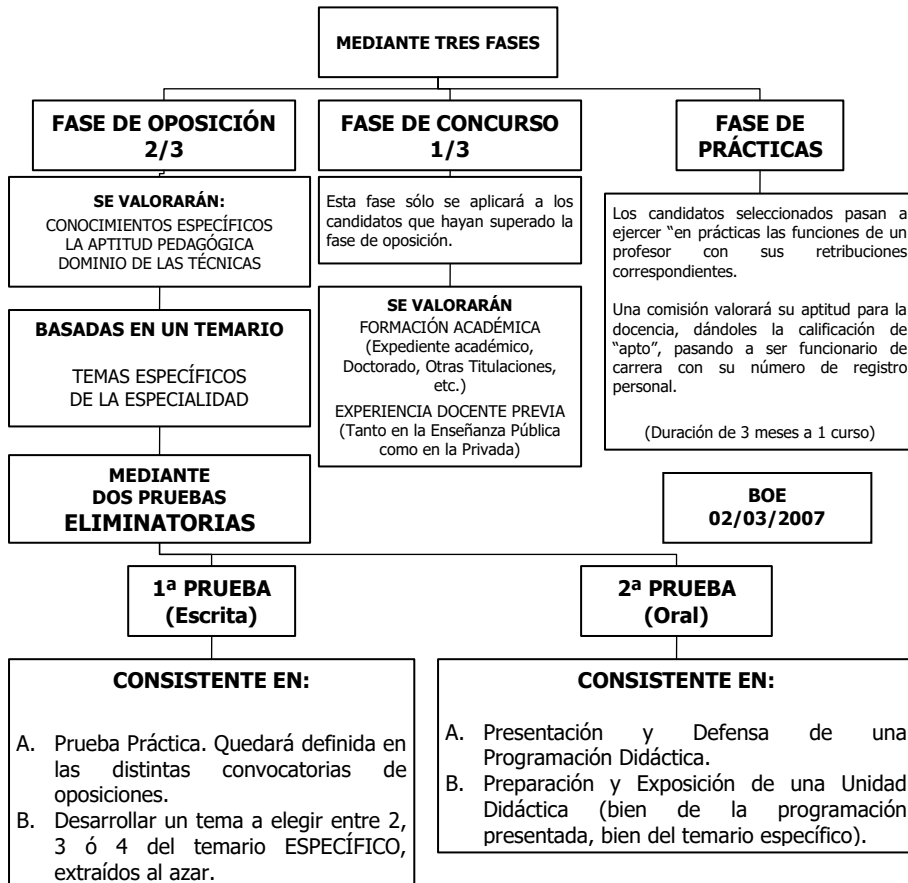 MEDIANTE TRES FASES
FASE DE OPOSICIÓN
2/3
SE VALORARÁN:
CONOCIMIENTOS ESPECÍFICOS
LA APTITUD PEDAGÓGICA
DOMINIO DE LAS TÉCNICAS
BASADAS EN UN TEMARIO
TEMAS ESPECÍFICOS
DE LA ESPECIALIDAD
MEDIANTE
DOS PRUEBAS
ELIMINATORIAS
FASE DE CONCURSO
1/3
Esta fase sólo se aplicará a los
candidatos que hayan superado la
fase de oposición.
SE VALORARÁN
FORMACIÓN ACADÉMICA
(Expediente académico,
Doctorado, Otras Titulaciones,
etc.)
EXPERIENCIA DOCENTE PREVIA
(Tanto en la Enseñanza Pública
como en la Privada)
FASE DE
PRÁCTICAS
Los candidatos seleccionados pasan a
ejercer “en prácticas las funciones de un
profesor con sus retribuciones
correspondientes.
Una comisión valorará su aptitud para la
docencia, dándoles la calificación de
“apto”, pasando a ser funcionario de
carrera con su número de registro
personal.
(Duración de 3 meses a 1 curso)
BOE
02/03/2007
1ª PRUEBA
(Escrita)
CONSISTENTE EN:
A. Prueba Práctica. Quedará definida en
las distintas convocatorias de
oposiciones.
B. Desarrollar un tema a elegir entre 2,
3 ó 4 del temario ESPECÍFICO,
extraídos al azar.
2ª PRUEBA
(Oral)
CONSISTENTE EN:
A. Presentación y Defensa de una
Programación Didáctica.
B. Preparación y Exposición de una Unidad
Didáctica (bien de la programación
presentada, bien del temario específico).